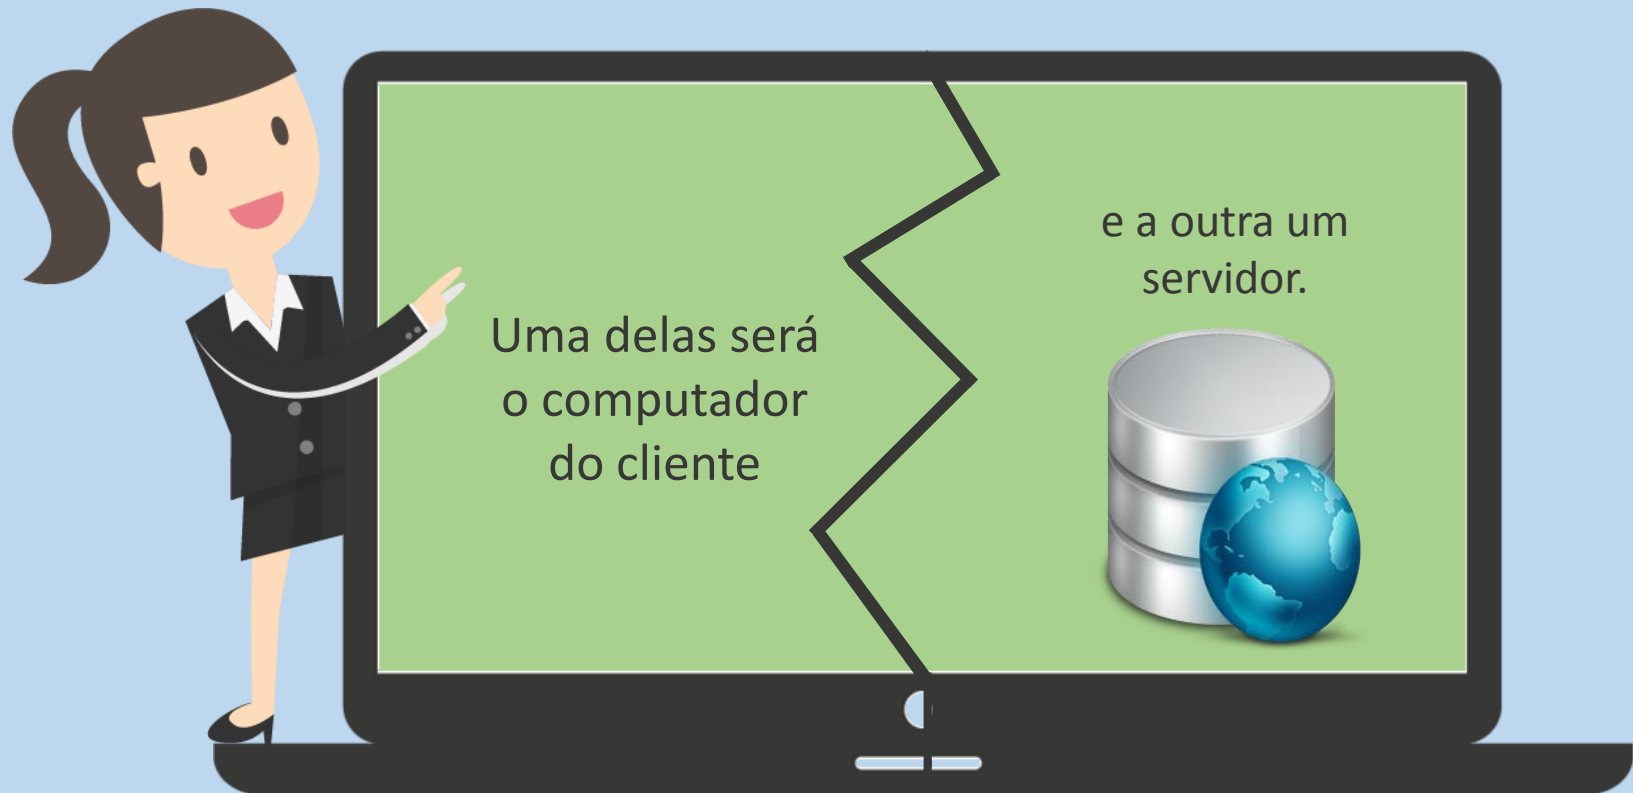 Uma delas será
o computador
do cliente
e a outra um
servidor.